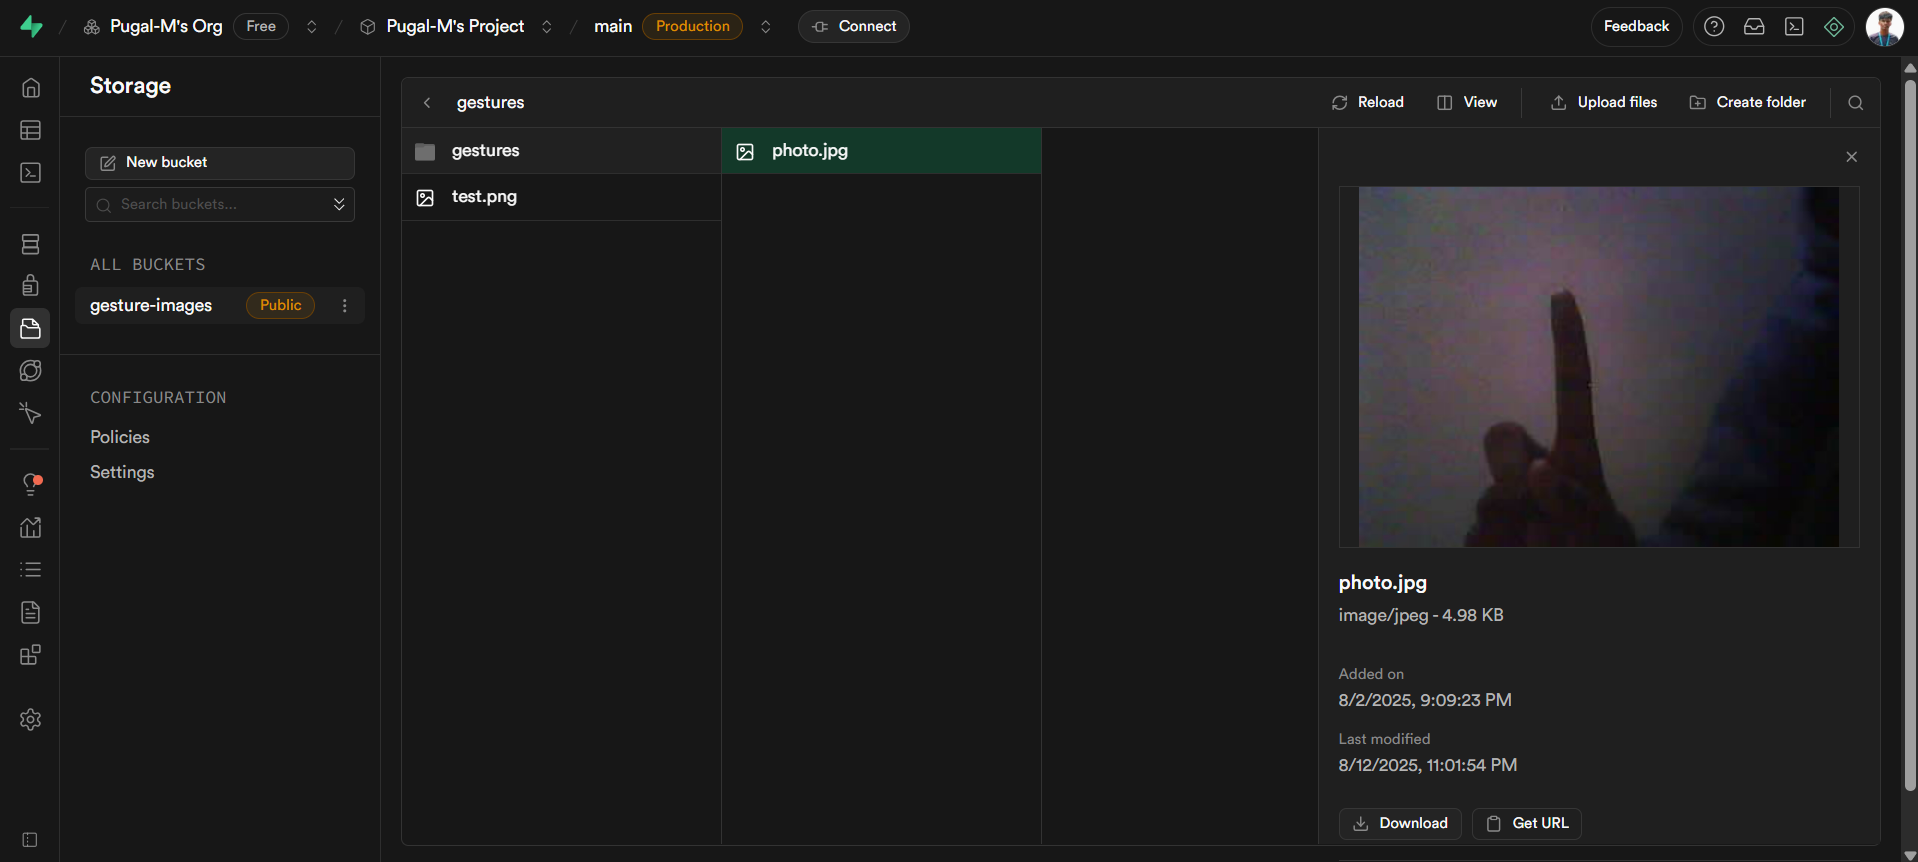 Pugal-M's Org Free Pugal-M's Project main Production Connect Feedback
Storage
New bucket
Search buckets...
ALL BUCKETS
gesture-images Public
CONFIGURATION
Policies
Settings
gestures Reload View Upload files Create folder
gestures
test.png
photo.jpg
photo.jpg
image/jpeg - 4.98 KB
Added on
8/2/2025, 9:09:23 PM
Last modified
8/12/2025, 11:01:54 PM
Download Get URL